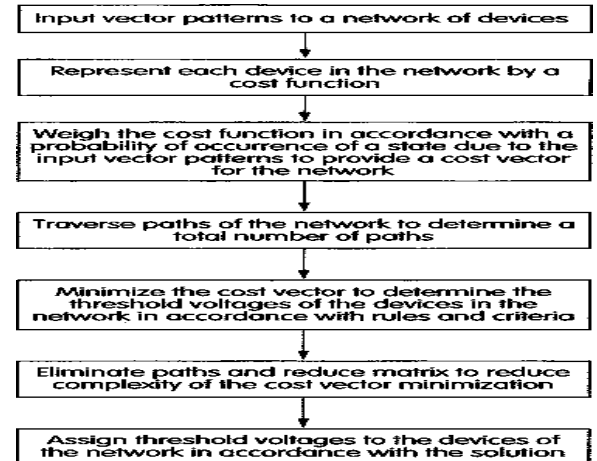 Input vector patterns to a network of devices
Represent each device in the network by a
cost function
Weigh the cost function in accordance with a
probability of occurrence of a state due to the
input vector patterns to provide a cost vector
for the network
Traverse paths of the network to determine a
total number of paths
Minimize the cost vector to determine the
threshold voltages of the devices in the
network in accordance with rules and criteria
Eliminate paths and reduce matrix to reduce
complexity of the cost vector minimization
Assign threshold voltages to the devices of
the network in accordance with the solution